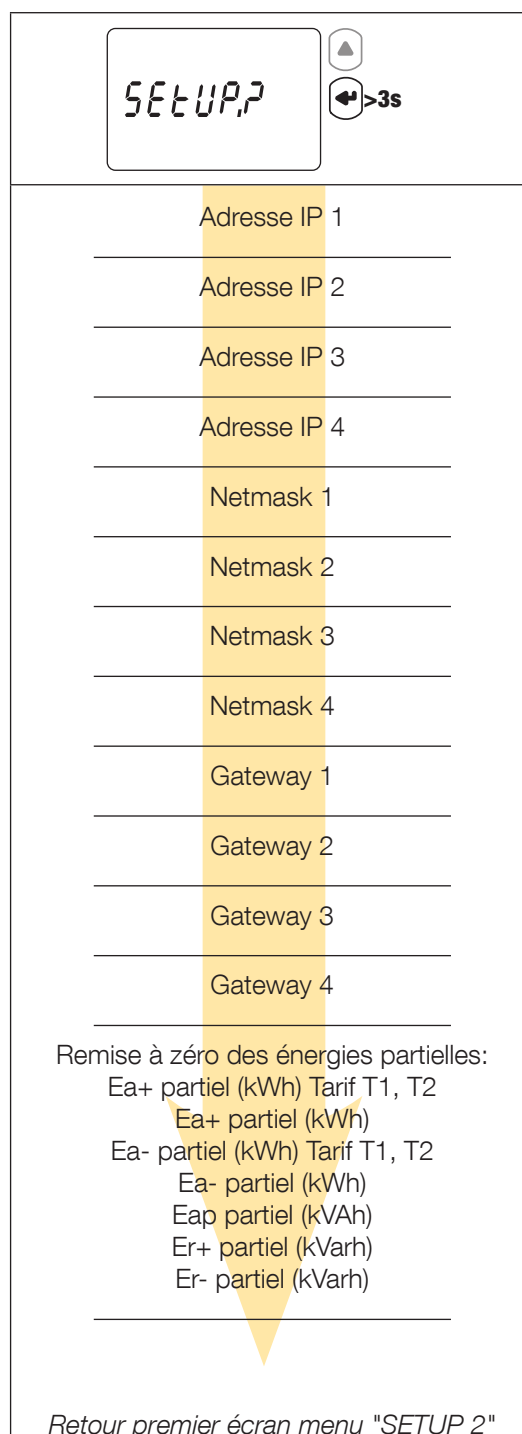 SEtUP.?
>3s
Adresse IP 1
Adresse IP 2
Adresse IP 3
Adresse IP 4
Netmask 1
Netmask 2
Netmask 3
Netmask 4
Gateway 1
Gateway 2
Gateway 3
Gateway 4
Remise à zéro des énergies partielles:
Ea+ partiel (kWh) Tarif T1, T2
Ea+ partiel (kWh)
Ea- partiel (kWh) Tarif T1, T2
Ea- partiel (kWh)
Eap partiel (kVAh)
Er+ partiel (kVarh)
Er- partiel (kVarh)
Retour premier écran menu "SETUP 2"